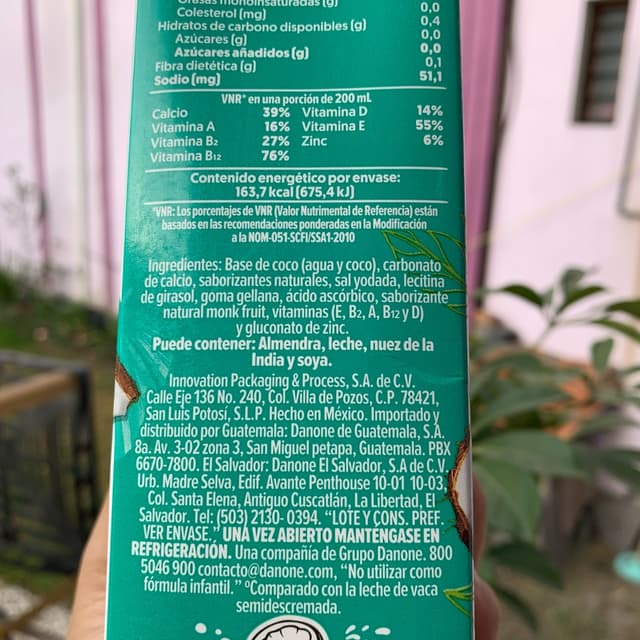 Grasas monoinsaturadas (g)
Colesterol (mg) 0,0
Hidratos de carbono disponibles (g) 0,4
Azúcares (g) 0,0
Azúcares añadidos (g) 0,0
Fibra dietética (g) 0,1
Sodio (mg) 51,1
VNR* en una porción de 200 mL
Calcio 39% Vitamina D 14%
Vitamina A 16% Vitamina E 55%
Vitamina B2 27% Zinc 6%
Vitamina B12 76%
Contenido energético por envase:
163,7 kcal (675,4 kJ)
*VNR: Los porcentajes de VNR (Valor Nutrimental de Referencia) están
basados en las recomendaciones ponderadas en la Modificación
a la NOM-051-SCFI/SSA1-2010
Ingredientes: Base de coco (agua y coco), carbonato
de calcio, saborizantes naturales, sal yodada, lecitina
de girasol, goma gellana, ácido ascórbico, saborizante
natural monk fruit, vitaminas (E, B2, A, B12 y D)
y gluconato de zinc.
Puede contener: Almendra, leche, nuez de la
India y soya.
Innovation Packaging & Process, S.A. de C.V.
Calle Eje 136 No. 240, Col. Villa de Pozos, C.P. 78421,
San Luis Potosí, S.L.P. Hecho en México. Importado y
distribuido por Guatemala: Danone de Guatemala, S.A.
8a. Av. 3-02 zona 3, San Miguel petapa, Guatemala. PBX
6670-7800. El Salvador: Danone El Salvador, S.A de C.V.
Urb. Madre Selva, Edif. Avante Penthouse 10-01 10-03,
Col. Santa Elena, Antiguo Cuscatlán, La Libertad, El
Salvador. Tel: (503) 2130- 0394. “LOTE Y CONS. PREF.
VER ENVASE.” UNA VEZ ABIERTO MANTÉNGASE EN
REFRIGERACIÓN. Una compañía de Grupo Danone. 800
5046 900 contacto@danone.com, “No utilizar como
fórmula infantil.” °Comparado con la leche de vaca
semidescremada.